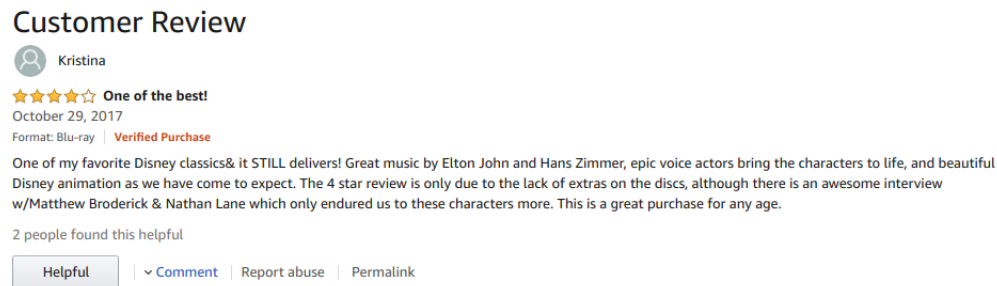 Customer Review
Kristina
One of the best!
October 29, 2017
Format: Blu-ray | Verified Purchase
One of my favorite Disney classics& it STILL delivers! Great music by Elton John and Hans Zimmer, epic voice actors bring the characters to life, and beautiful
Disney animation as we have come to expect. The 4 star review is only due to the lack of extras on the discs, although there is an awesome interview
w/Matthew Broderick & Nathan Lane which only endured us to these characters more. This is a great purchase for any age.
2 people found this helpful
Helpful | Comment | Report abuse | Permalink